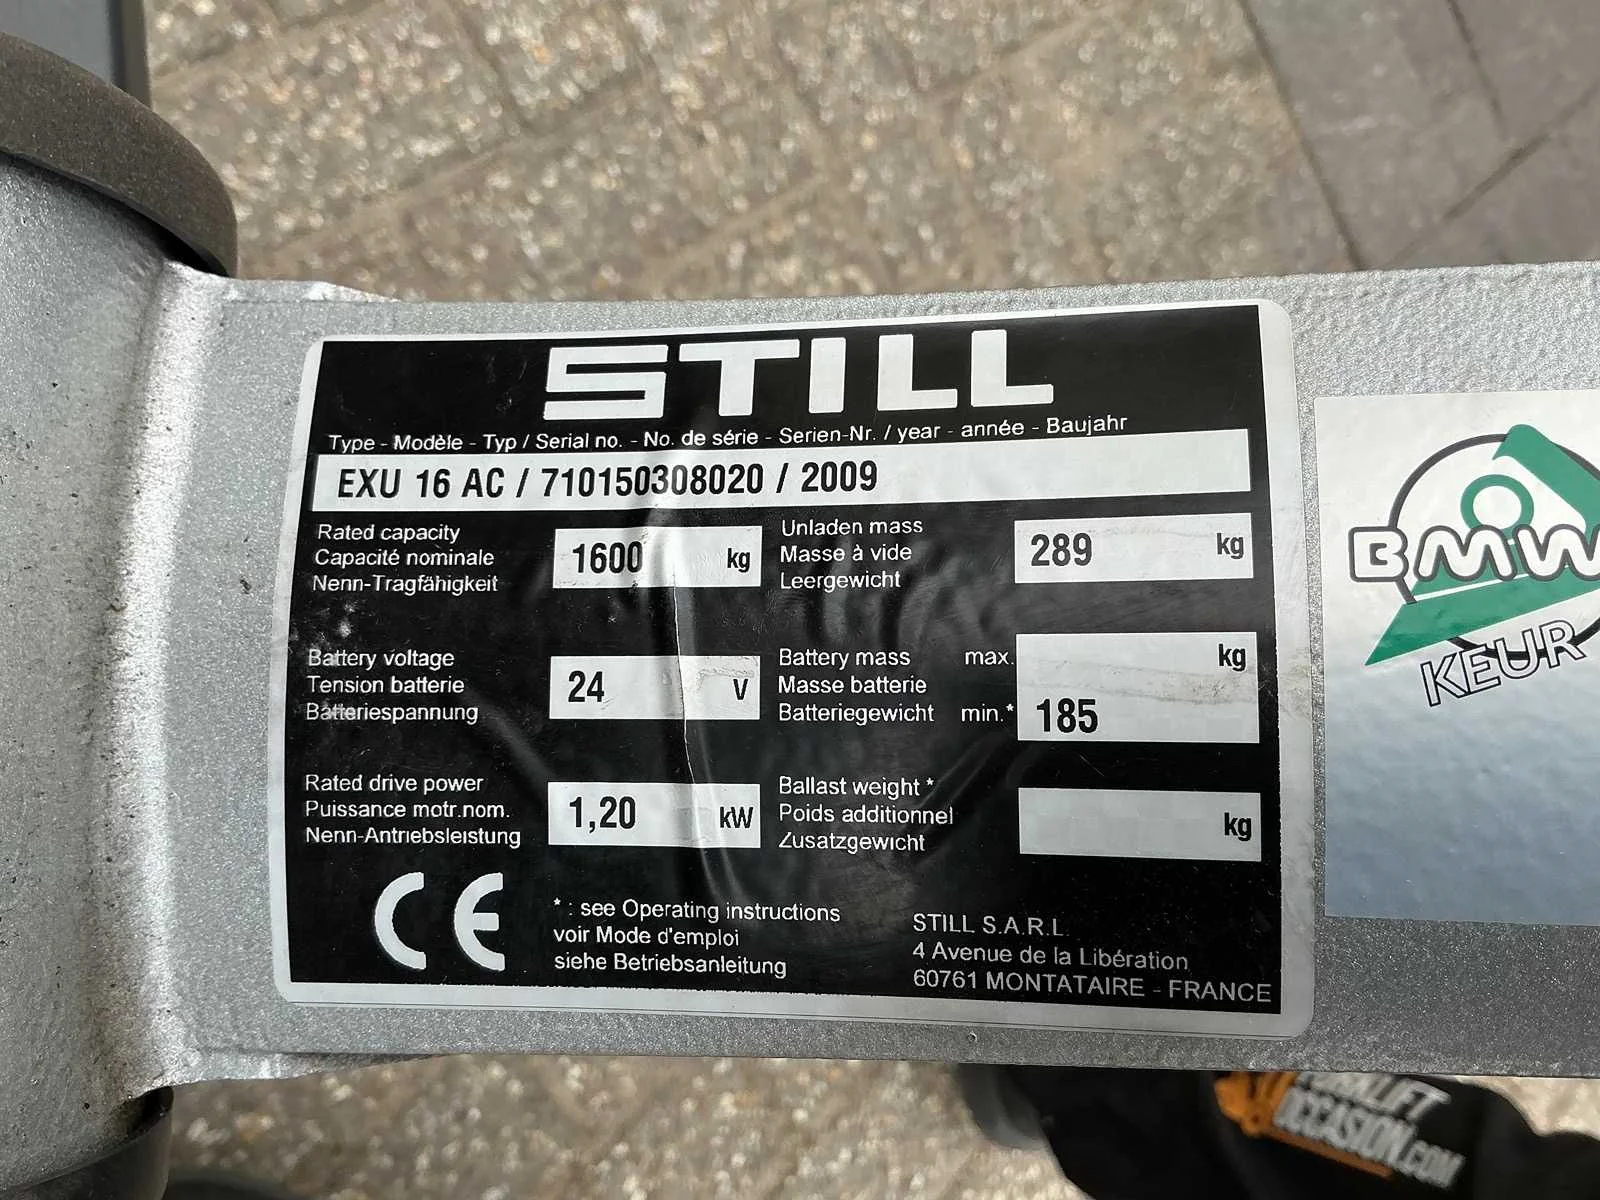 STILL
Type - Modèle - Typ / Serial no. - No. de série - Serien-Nr. / year - année - Baujahr
EXU 16 AC / 710150308020 / 2009
Rated capacity
Capacité nominale
Nenn-Tragfähigkeit
1600 kg
Unladen mass
Masse à vide
Leergewicht
289 kg
Battery voltage
Tension batterie
Batteriespannung
24 V
Battery mass max. kg
Masse batterie
Batteriegewicht min.* 185
Rated drive power
Puissance motr.nom.
Nenn-Antriebsleistung
1,20 kW
Ballast weight *
Poids additionnel
Zusatzgewicht
kg
CE
* : see Operating instructions
voir Mode d'emploi
siehe Betriebsanleitung
STILL S.A.R.L.
4 Avenue de la Libération
60761 MONTATAIRE - FRANCE
BMW
KEUR
FORKLIFT
OCCASION.COM